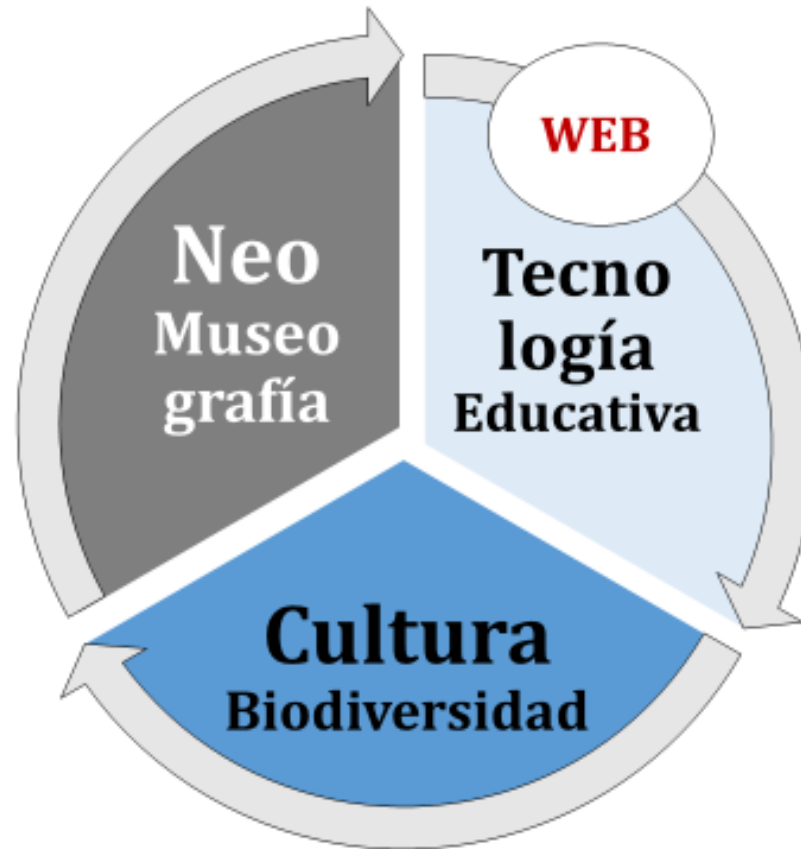 WEB
Neo
Museo
grafía
Tecno
logía
Educativa
Cultura
Biodiversidad